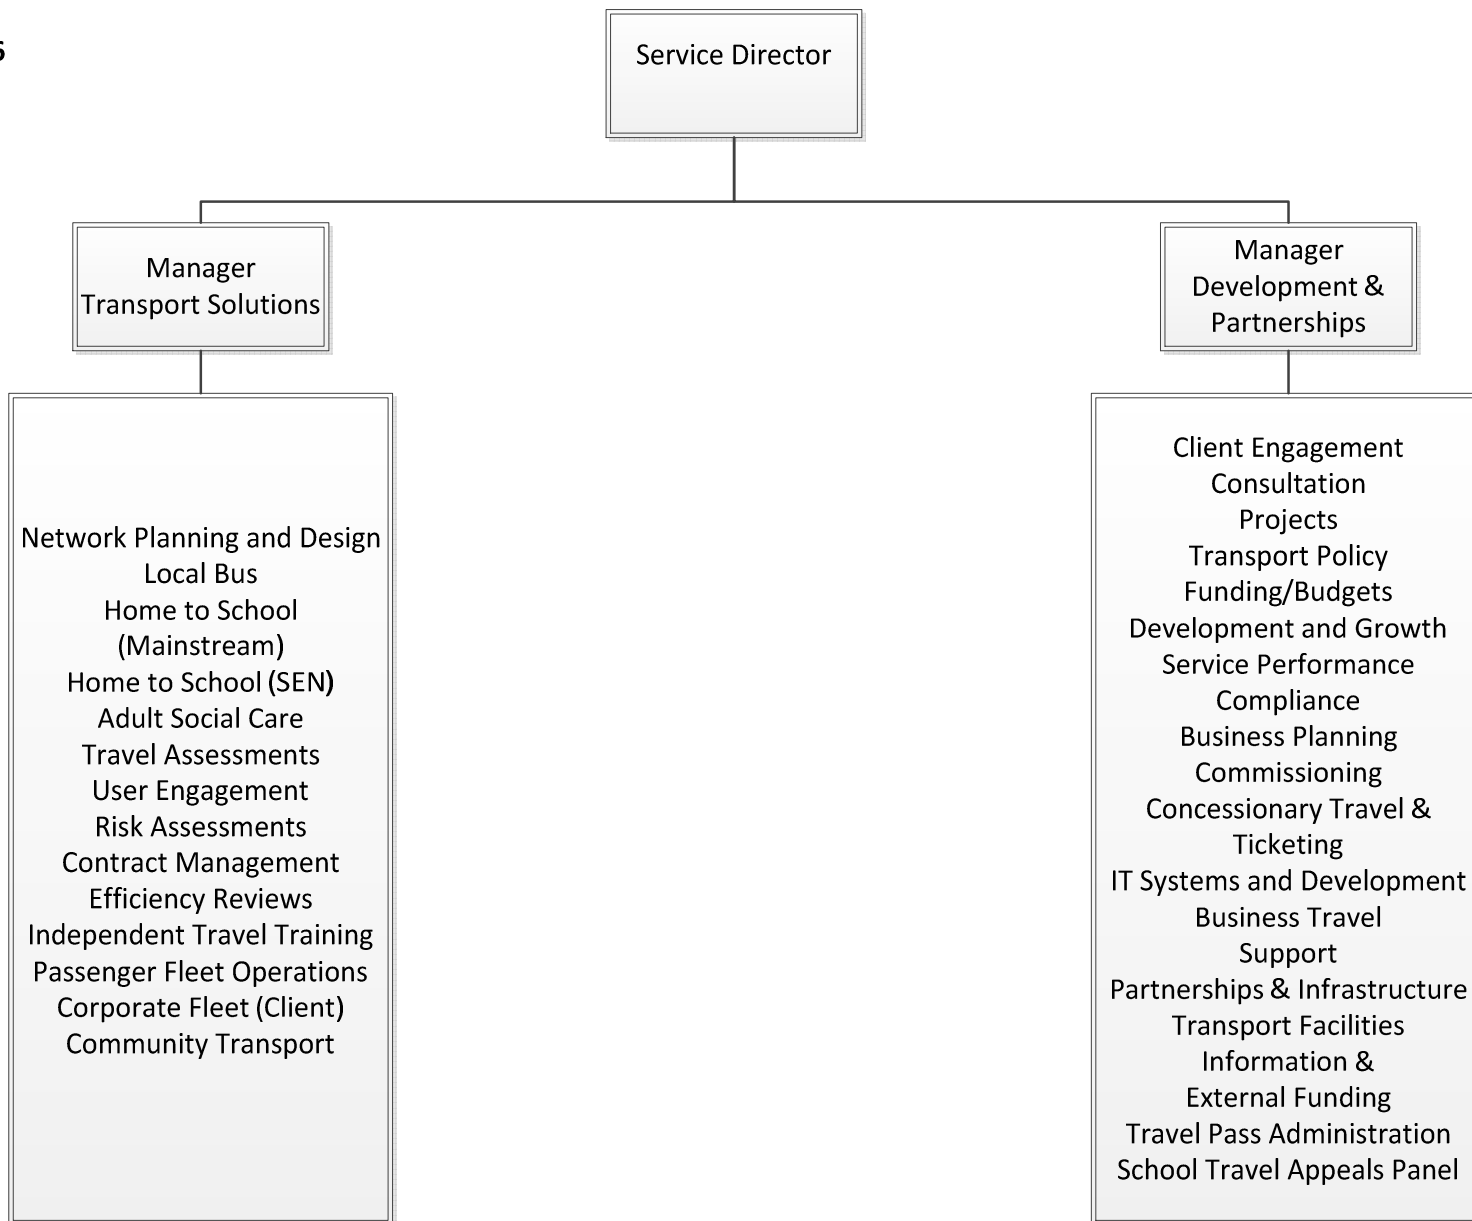 Service Director
Manager
Transport Solutions
Manager
Development &
Partnerships
Network Planning and Design
Local Bus
Home to School
(Mainstream)
Home to School (SEN)
Adult Social Care
Travel Assessments
User Engagement
Risk Assessments
Contract Management
Efficiency Reviews
Independent Travel Training
Passenger Fleet Operations
Corporate Fleet (Client)
Community Transport
Client Engagement
Consultation
Projects
Transport Policy
Funding/Budgets
Development and Growth
Service Performance
Compliance
Business Planning
Commissioning
Concessionary Travel &
Ticketing
IT Systems and Development
Business Travel
Support
Partnerships & Infrastructure
Transport Facilities
Information &
External Funding
Travel Pass Administration
School Travel Appeals Panel